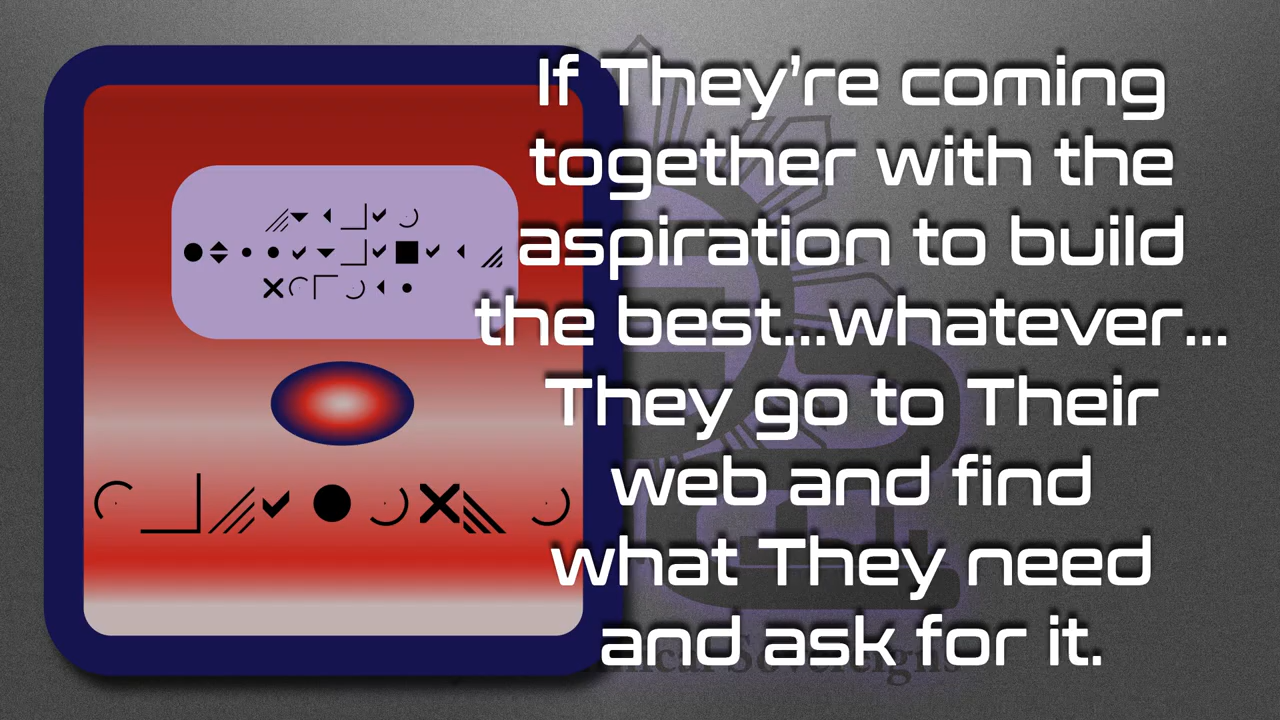 If They're coming
together with the
aspiration to build
the best...whatever...
They go to Their
web and find
what They need
and ask for it.